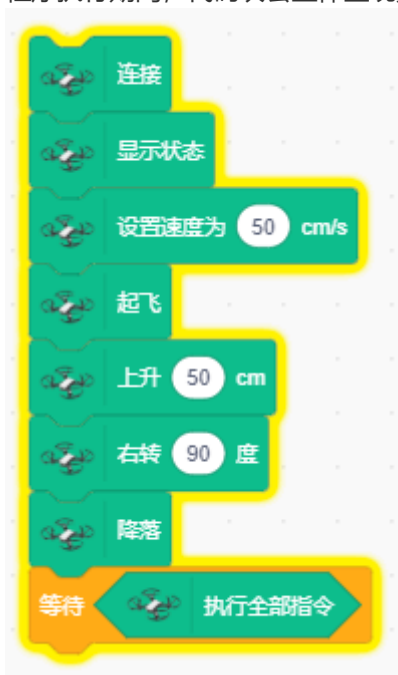 连接
显示状态
设置速度为 50 cm/s
起飞
上升 50 cm
右转 90 度
降落
等待 执行全部指令